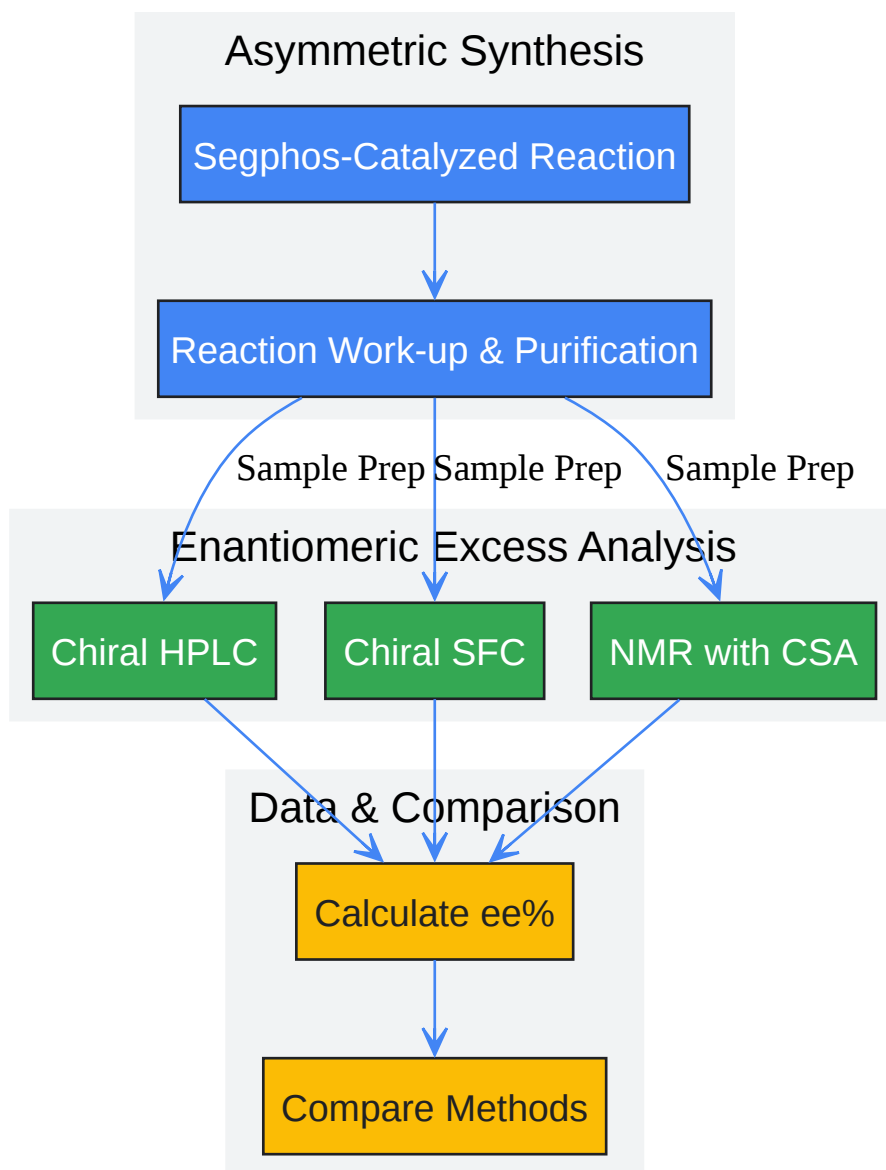 Asymmetric Synthesis
Segphos-Catalyzed Reaction
Reaction Work-up & Purification
Sample Prep
Sample Prep
Sample Prep
Enantiomeric Excess Analysis
Chiral HPLC
Chiral SFC
NMR with CSA
Data & Comparison
Calculate ee%
Compare Methods